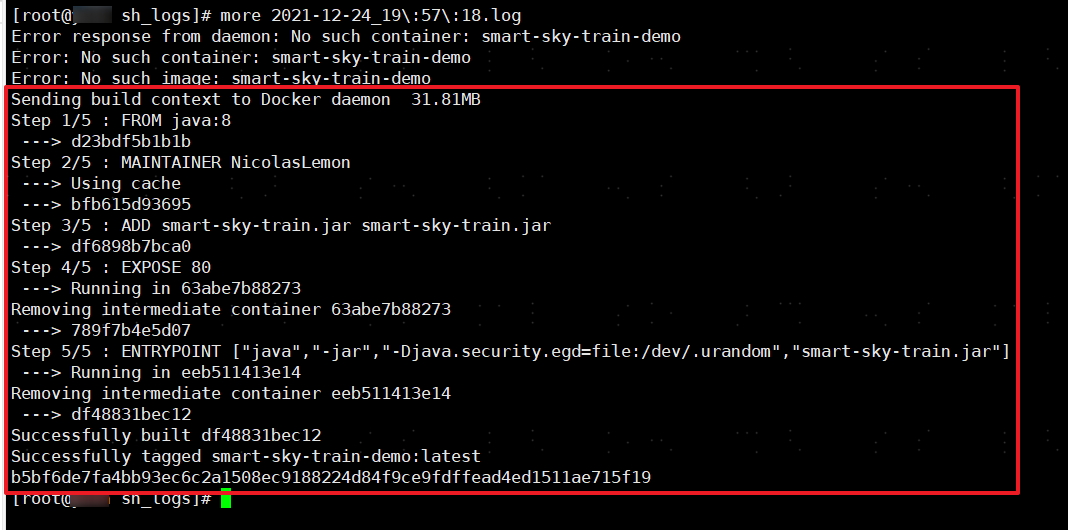 [root@ sh_logs]# more 2021-12-24_19\:57\:18.log
Error response from daemon: No such container: smart-sky-train-demo
Error: No such container: smart-sky-train-demo
Error: No such image: smart-sky-train-demo
Sending build context to Docker daemon  31.81MB
Step 1/5 : FROM java:8
 ---> d23bdf5b1b1b
Step 2/5 : MAINTAINER NicolasLemon
 ---> Using cache
 ---> bfb615d93695
Step 3/5 : ADD smart-sky-train.jar smart-sky-train.jar
 ---> df6898b7bca0
Step 4/5 : EXPOSE 80
 ---> Running in 63abe7b88273
Removing intermediate container 63abe7b88273
 ---> 789f7b4e5d07
Step 5/5 : ENTRYPOINT ["java","-jar","-Djava.security.egd=file:/dev/.urandom","smart-sky-train.jar"]
 ---> Running in eeb511413e14
Removing intermediate container eeb511413e14
 ---> df48831bec12
Successfully built df48831bec12
Successfully tagged smart-sky-train-demo:latest
b5bf6de7fa4bb93ec6c2a1508ec9188224d84f9ce9fdffead4ed1511ae715f19
[root@ sh_logs]#